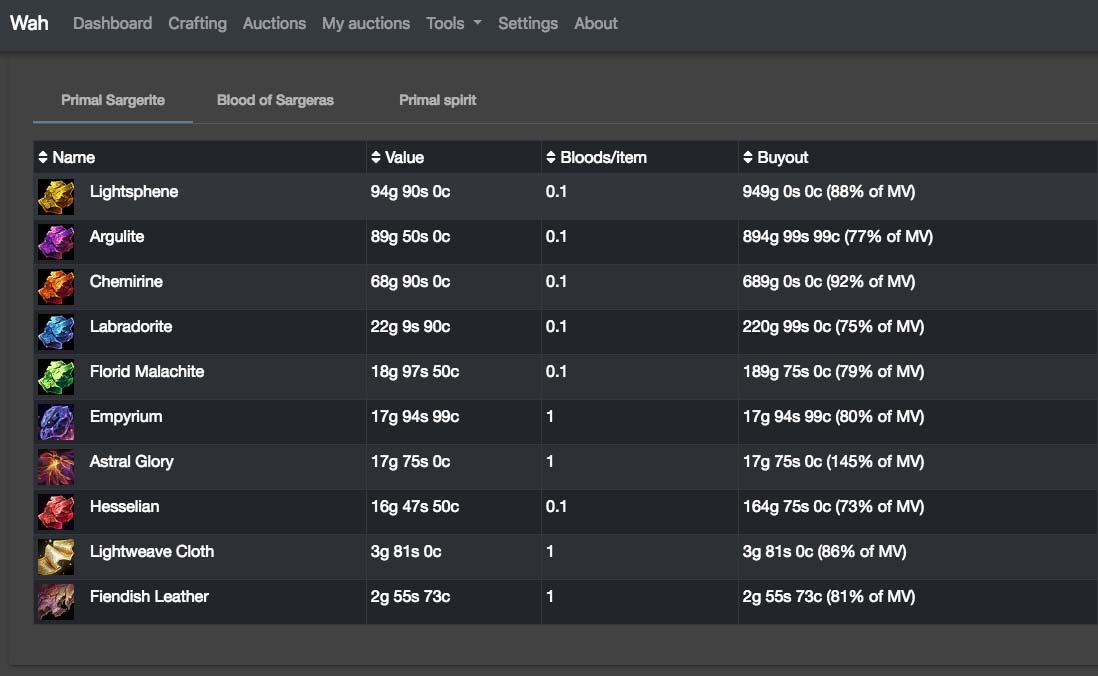 Wah Dashboard Crafting Auctions My auctions Tools Settings About
Primal Sargerite Blood of Sargeras Primal spirit
Name Value Bloods/item Buyout
Lightsphene 94g 90s 0c 0.1 949g 0s 0c (88% of MV)
Argulite 89g 50s 0c 0.1 894g 99s 99c (77% of MV)
Chemirine 68g 90s 0c 0.1 689g 0s 0c (92% of MV)
Labradorite 22g 9s 90c 0.1 220g 99s 0c (75% of MV)
Florid Malachite 18g 97s 50c 0.1 189g 75s 0c (79% of MV)
Empyrium 17g 94s 99c 1 17g 94s 99c (80% of MV)
Astral Glory 17g 75s 0c 1 17g 75s 0c (145% of MV)
Hesselian 16g 47s 50c 0.1 164g 75s 0c (73% of MV)
Lightweave Cloth 3g 81s 0c 1 3g 81s 0c (86% of MV)
Fiendish Leather 2g 55s 73c 1 2g 55s 73c (81% of MV)